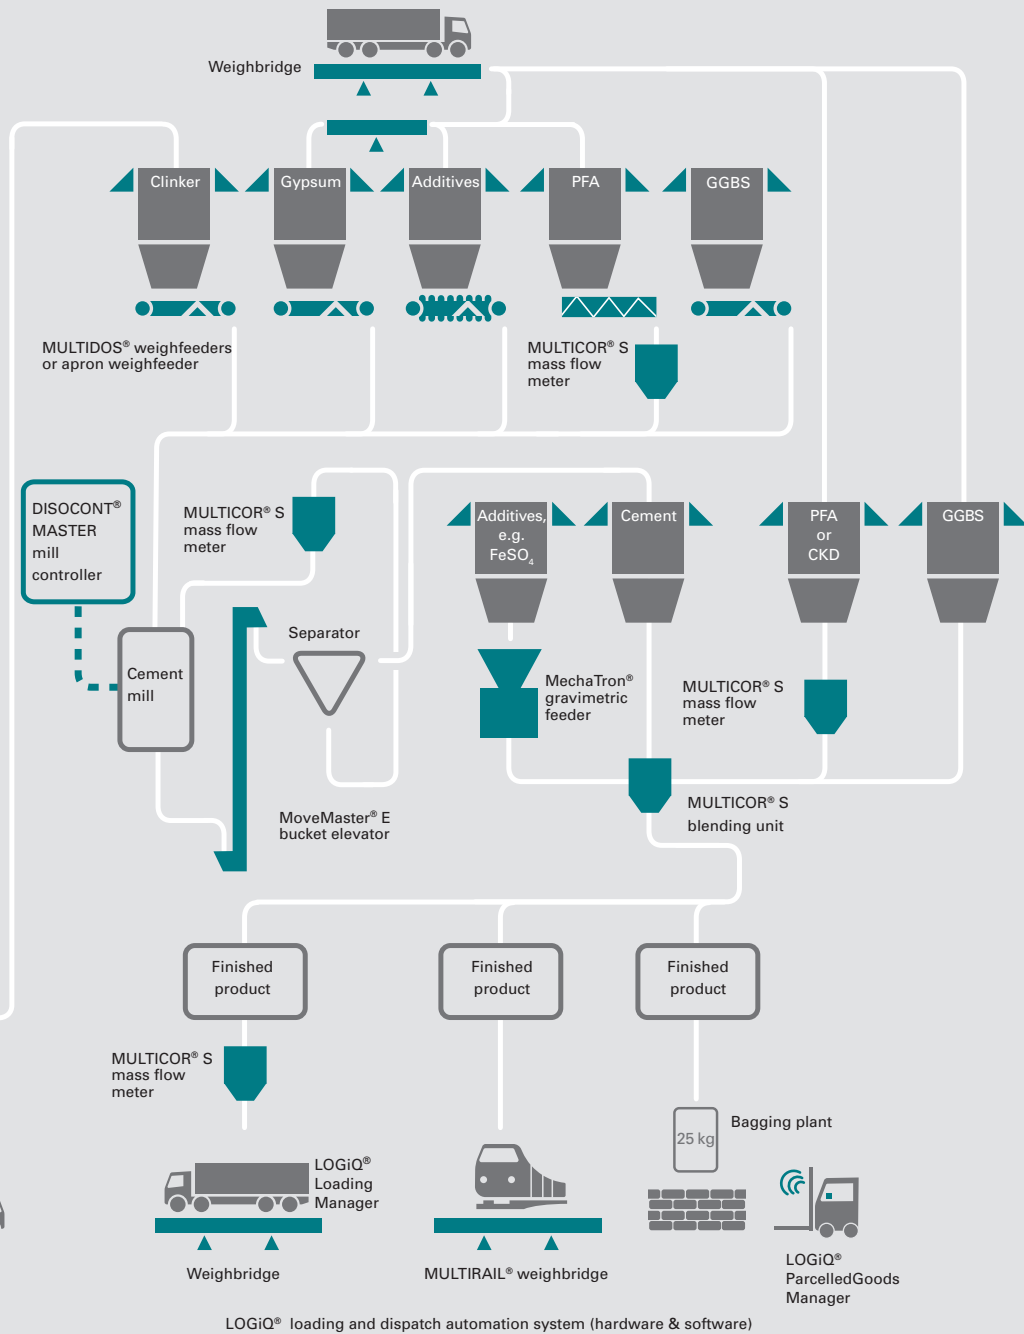 Weighbridge
Clinker
Gypsum
Additives
PFA
GGBS
MULTIDOS® weighfeeders
or apron weighfeeder
MULTICOR® S
mass flow
meter
DISOCONT®
MASTER
mill
controller
MULTICOR® S
mass flow
meter
Additives,
e.g.
FeSO₄
Cement
PFA
or
CKD
GGBS
Separator
Cement
mill
MechaTron®
gravimetric
feeder
MULTICOR® S
mass flow
meter
MoveMaster® E
bucket elevator
MULTICOR® S
blending unit
Finished
product
Finished
product
Finished
product
MULTICOR® S
mass flow
meter
25 kg
Bagging plant
LOGiQ®
Loading
Manager
Weighbridge
MULTIRAIL® weighbridge
LOGiQ®
ParcelledGoods
Manager
LOGiQ® loading and dispatch automation system (hardware & software)